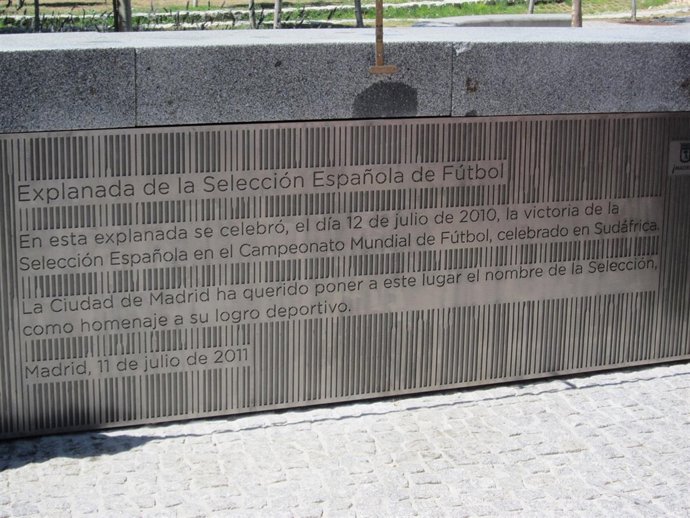 Explanada de la Selección Española de Fútbol
En esta explanada se celebró, el día 12 de julio de 2010, la victoria de la
Selección Española en el Campeonato Mundial de Fútbol, celebrado en Sudáfrica.
La Ciudad de Madrid ha querido poner a este lugar el nombre de la Selección,
como homenaje a su logro deportivo.
Madrid, 11 de julio de 2011